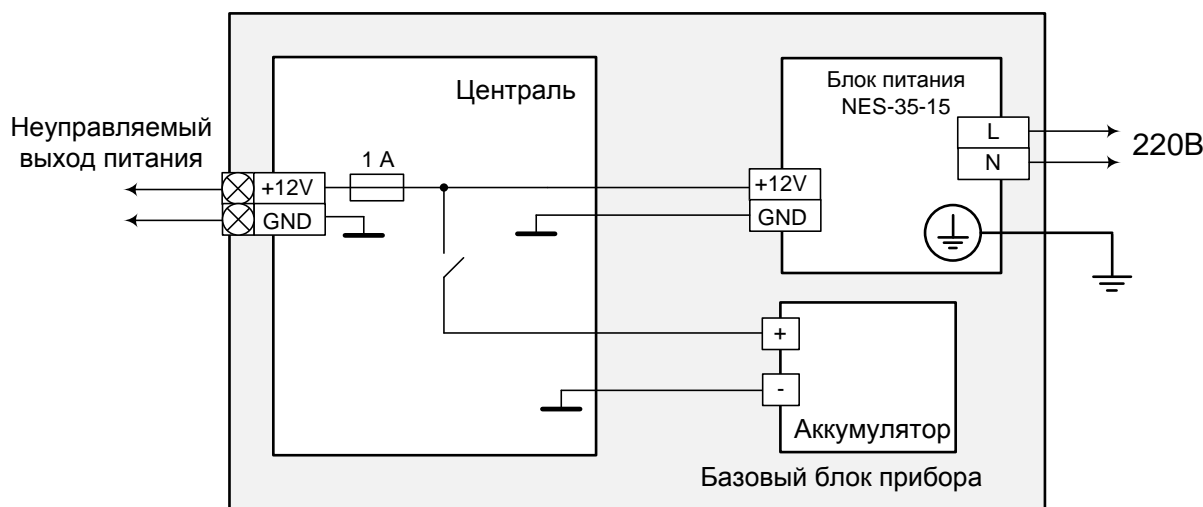 Централь
Блок питания
NES-35-15
Неуправляемый
выход питания
1 А
L
N
220В
+12V
GND
+12V
GND
+
-
Аккумулятор
Базовый блок прибора